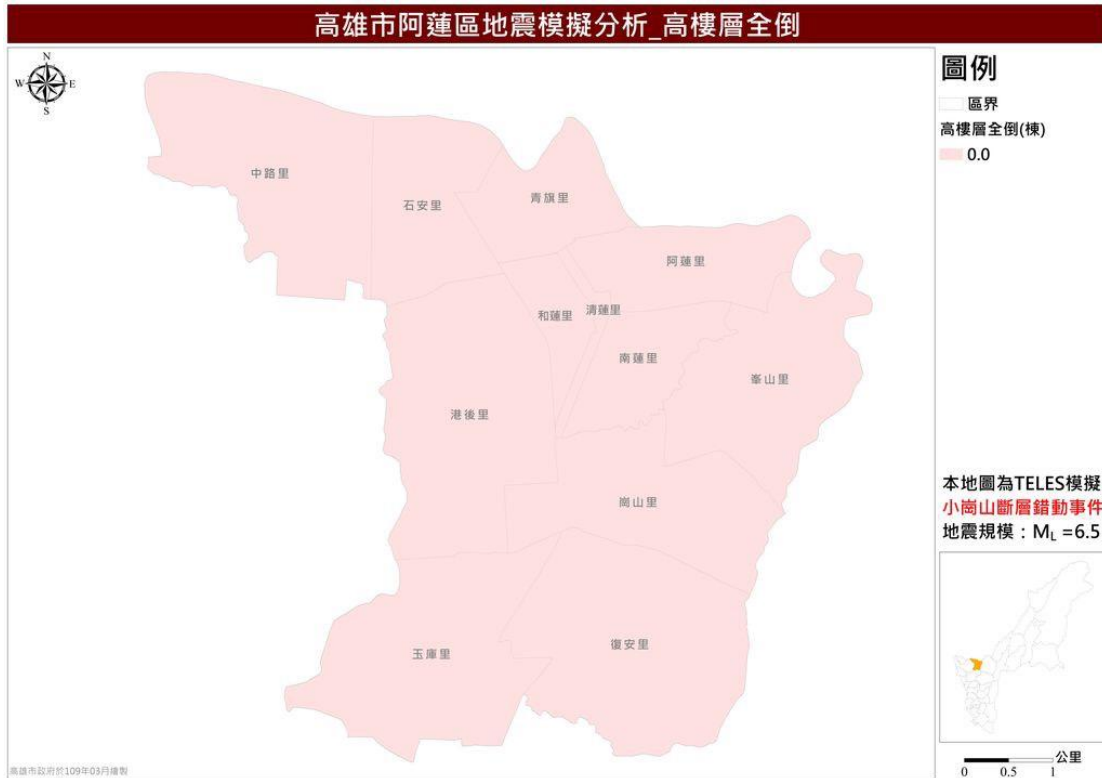 高雄市阿蓮區地震模擬分析_高樓層全倒
N
W
E
S
圖例
區界
高樓層全倒(棟)
0.0
中路里
石安里
青旗里
阿蓮里
和蓮里
清蓮里
南蓮里
峯山里
港後里
崗山里
玉庫里
復安里
本地圖為TELES模擬
小崗山斷層錯動事件
地震規模：ML =6.5
公里
0 0.5 1
高雄市政府於109年03月繪製